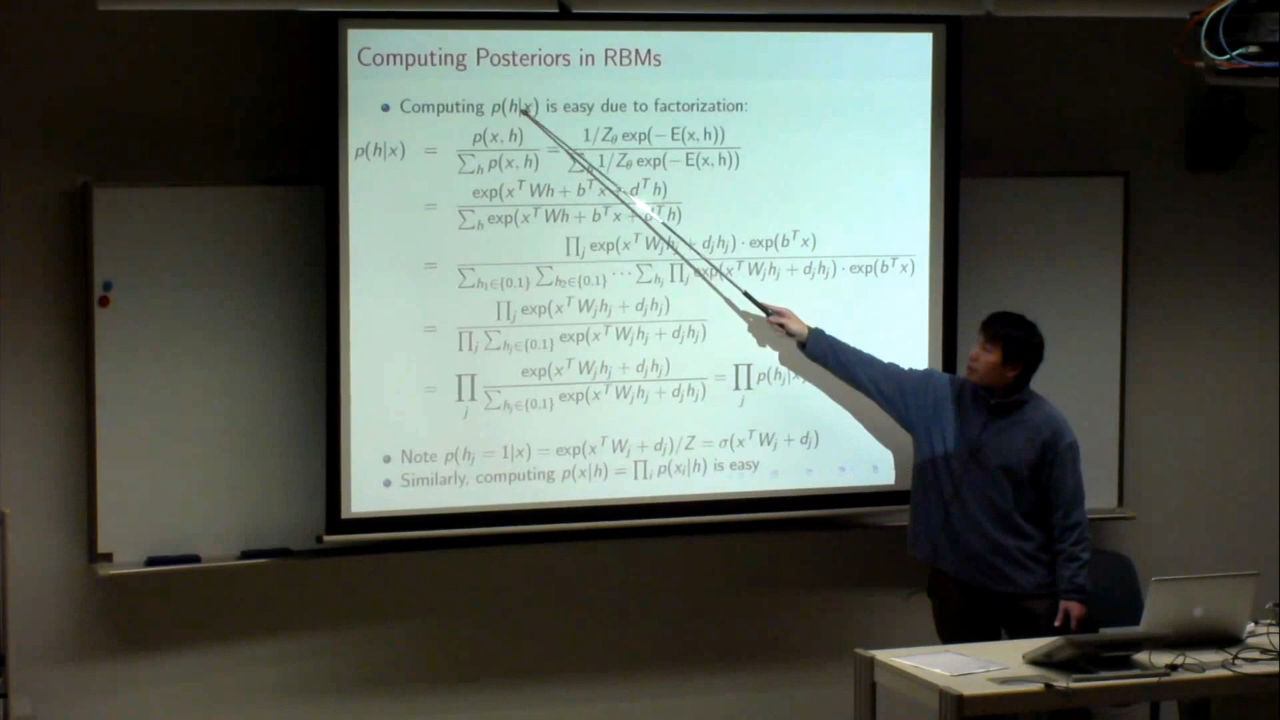 Computing Posteriors in RBMs
Computing p(h|x) is easy due to factorization:
p(h|x) = p(x, h) / ∑_h p(x, h) = 1/Z_θ exp(− E(x, h)) / ∑_h 1/Z_θ exp(− E(x, h))
= exp(x^T Wh + b^T x + d^T h) / ∑_h exp(x^T Wh + b^T x + d^T h)
= ∏_j exp(x^T W_j h_j + d_j h_j) · exp(b^T x) / ∑_{h_1∈{0,1}} ∑_{h_2∈{0,1}} ⋯ ∑_{h_j} ∏_j exp(x^T W_j h_j + d_j h_j) · exp(b^T x)
= ∏_j exp(x^T W_j h_j + d_j h_j) / ∏_j ∑_{h_j∈{0,1}} exp(x^T W_j h_j + d_j h_j)
= ∏_j exp(x^T W_j h_j + d_j h_j) / ∑_{h_j∈{0,1}} exp(x^T W_j h_j + d_j h_j) = ∏_j p(h_j|x)
Note p(h_j = 1|x) = exp(x^T W_j + d_j)/Z = σ(x^T W_j + d_j)
Similarly, computing p(x|h) = ∏_i p(x_i|h) is easy